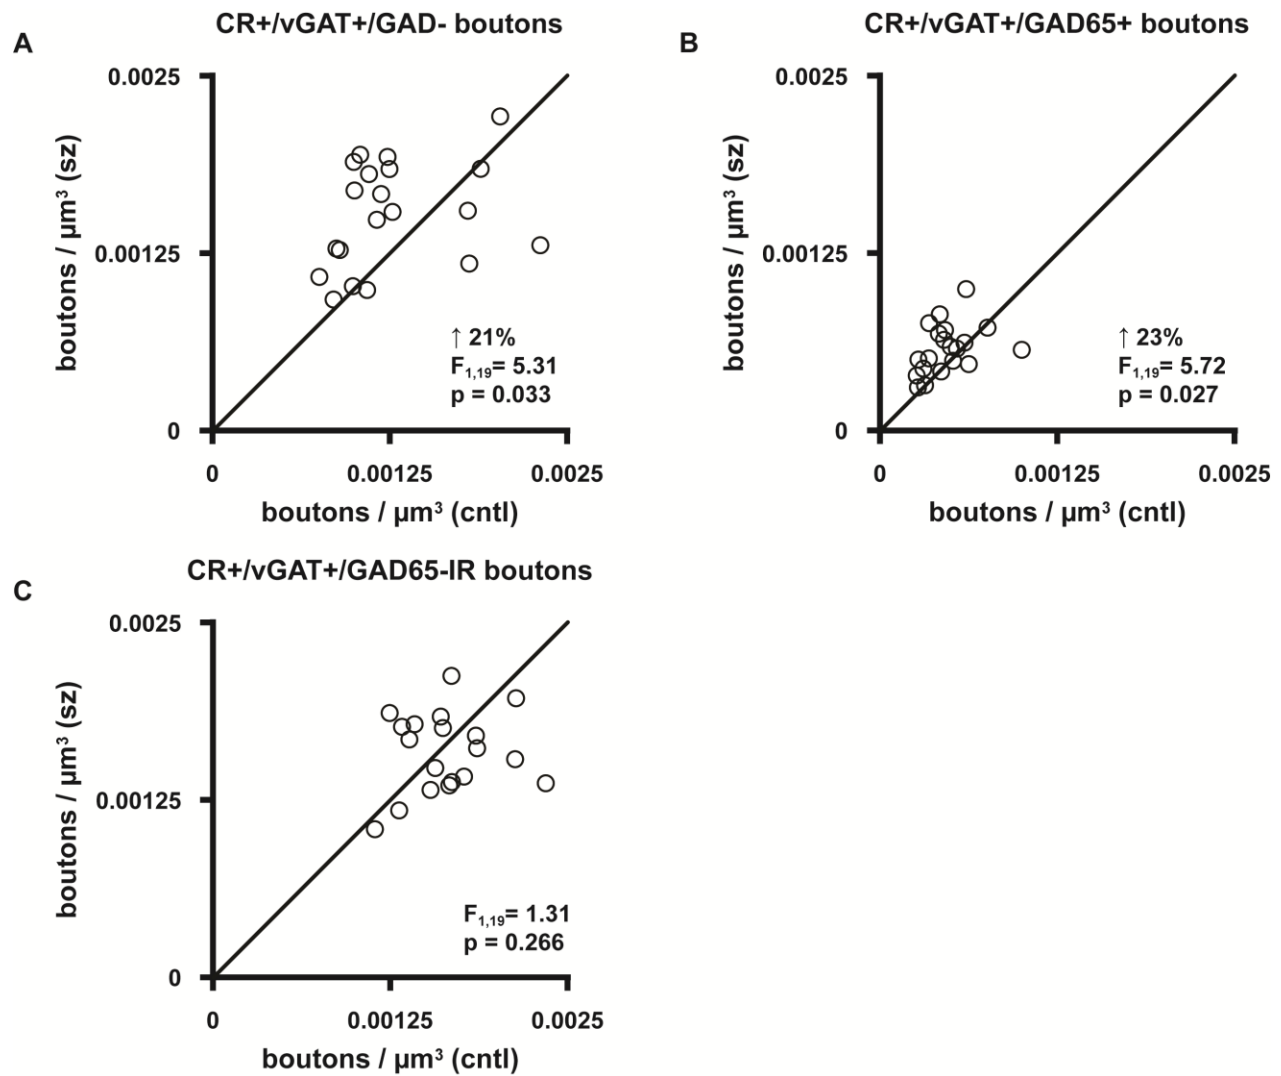 A
CR+/vGAT+/GAD- boutons
0.0025
0.00125
0
boutons / µm³ (sz)
↑ 21%
F₁,₁₉= 5.31
p = 0.033
0 0.00125 0.0025
boutons / µm³ (cntl)
B
CR+/vGAT+/GAD65+ boutons
0.0025
0.00125
0
boutons / µm³ (sz)
↑ 23%
F₁,₁₉= 5.72
p = 0.027
0 0.00125 0.0025
boutons / µm³ (cntl)
C
CR+/vGAT+/GAD65-IR boutons
0.0025
0.00125
0
boutons / µm³ (sz)
F₁,₁₉= 1.31
p = 0.266
0 0.00125 0.0025
boutons / µm³ (cntl)